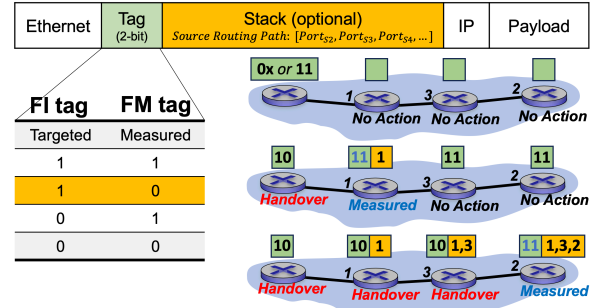 Ethernet Tag (2-bit) Stack (optional) IP Payload
Source Routing Path: [Port_S2, Port_S3, Port_S4, …]
FI tag FM tag
Targeted Measured
1 1
1 0
0 1
0 0
0x or 11
1 3 2
No Action No Action No Action
10 11 1 11 11
1 3 2
Handover Measured No Action No Action
10 10 1 10 1,3 11 1,3,2
1 3 2
Handover Handover Handover Measured